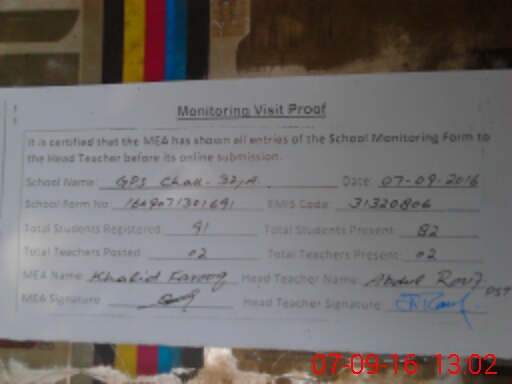 Monitoring Visit Proof
It is certified that the MEA has shown all entries of the School Monitoring Form to
the Head Teacher before its online submission.
School Name: GPS Chak-32/A. Date: 07-09-2016
School Form No: 1609071301691 EMIS Code: 31320806
Total Students Registered: 91 Total Students Present: 82
Total Teachers Posted: 02 Total Teachers Present: 02
MEA Name: Khalid Farooq Head Teacher Name: Abdul Rauf. PST
MEA Signature: Head Teacher Signature:
07-09-16 13:02